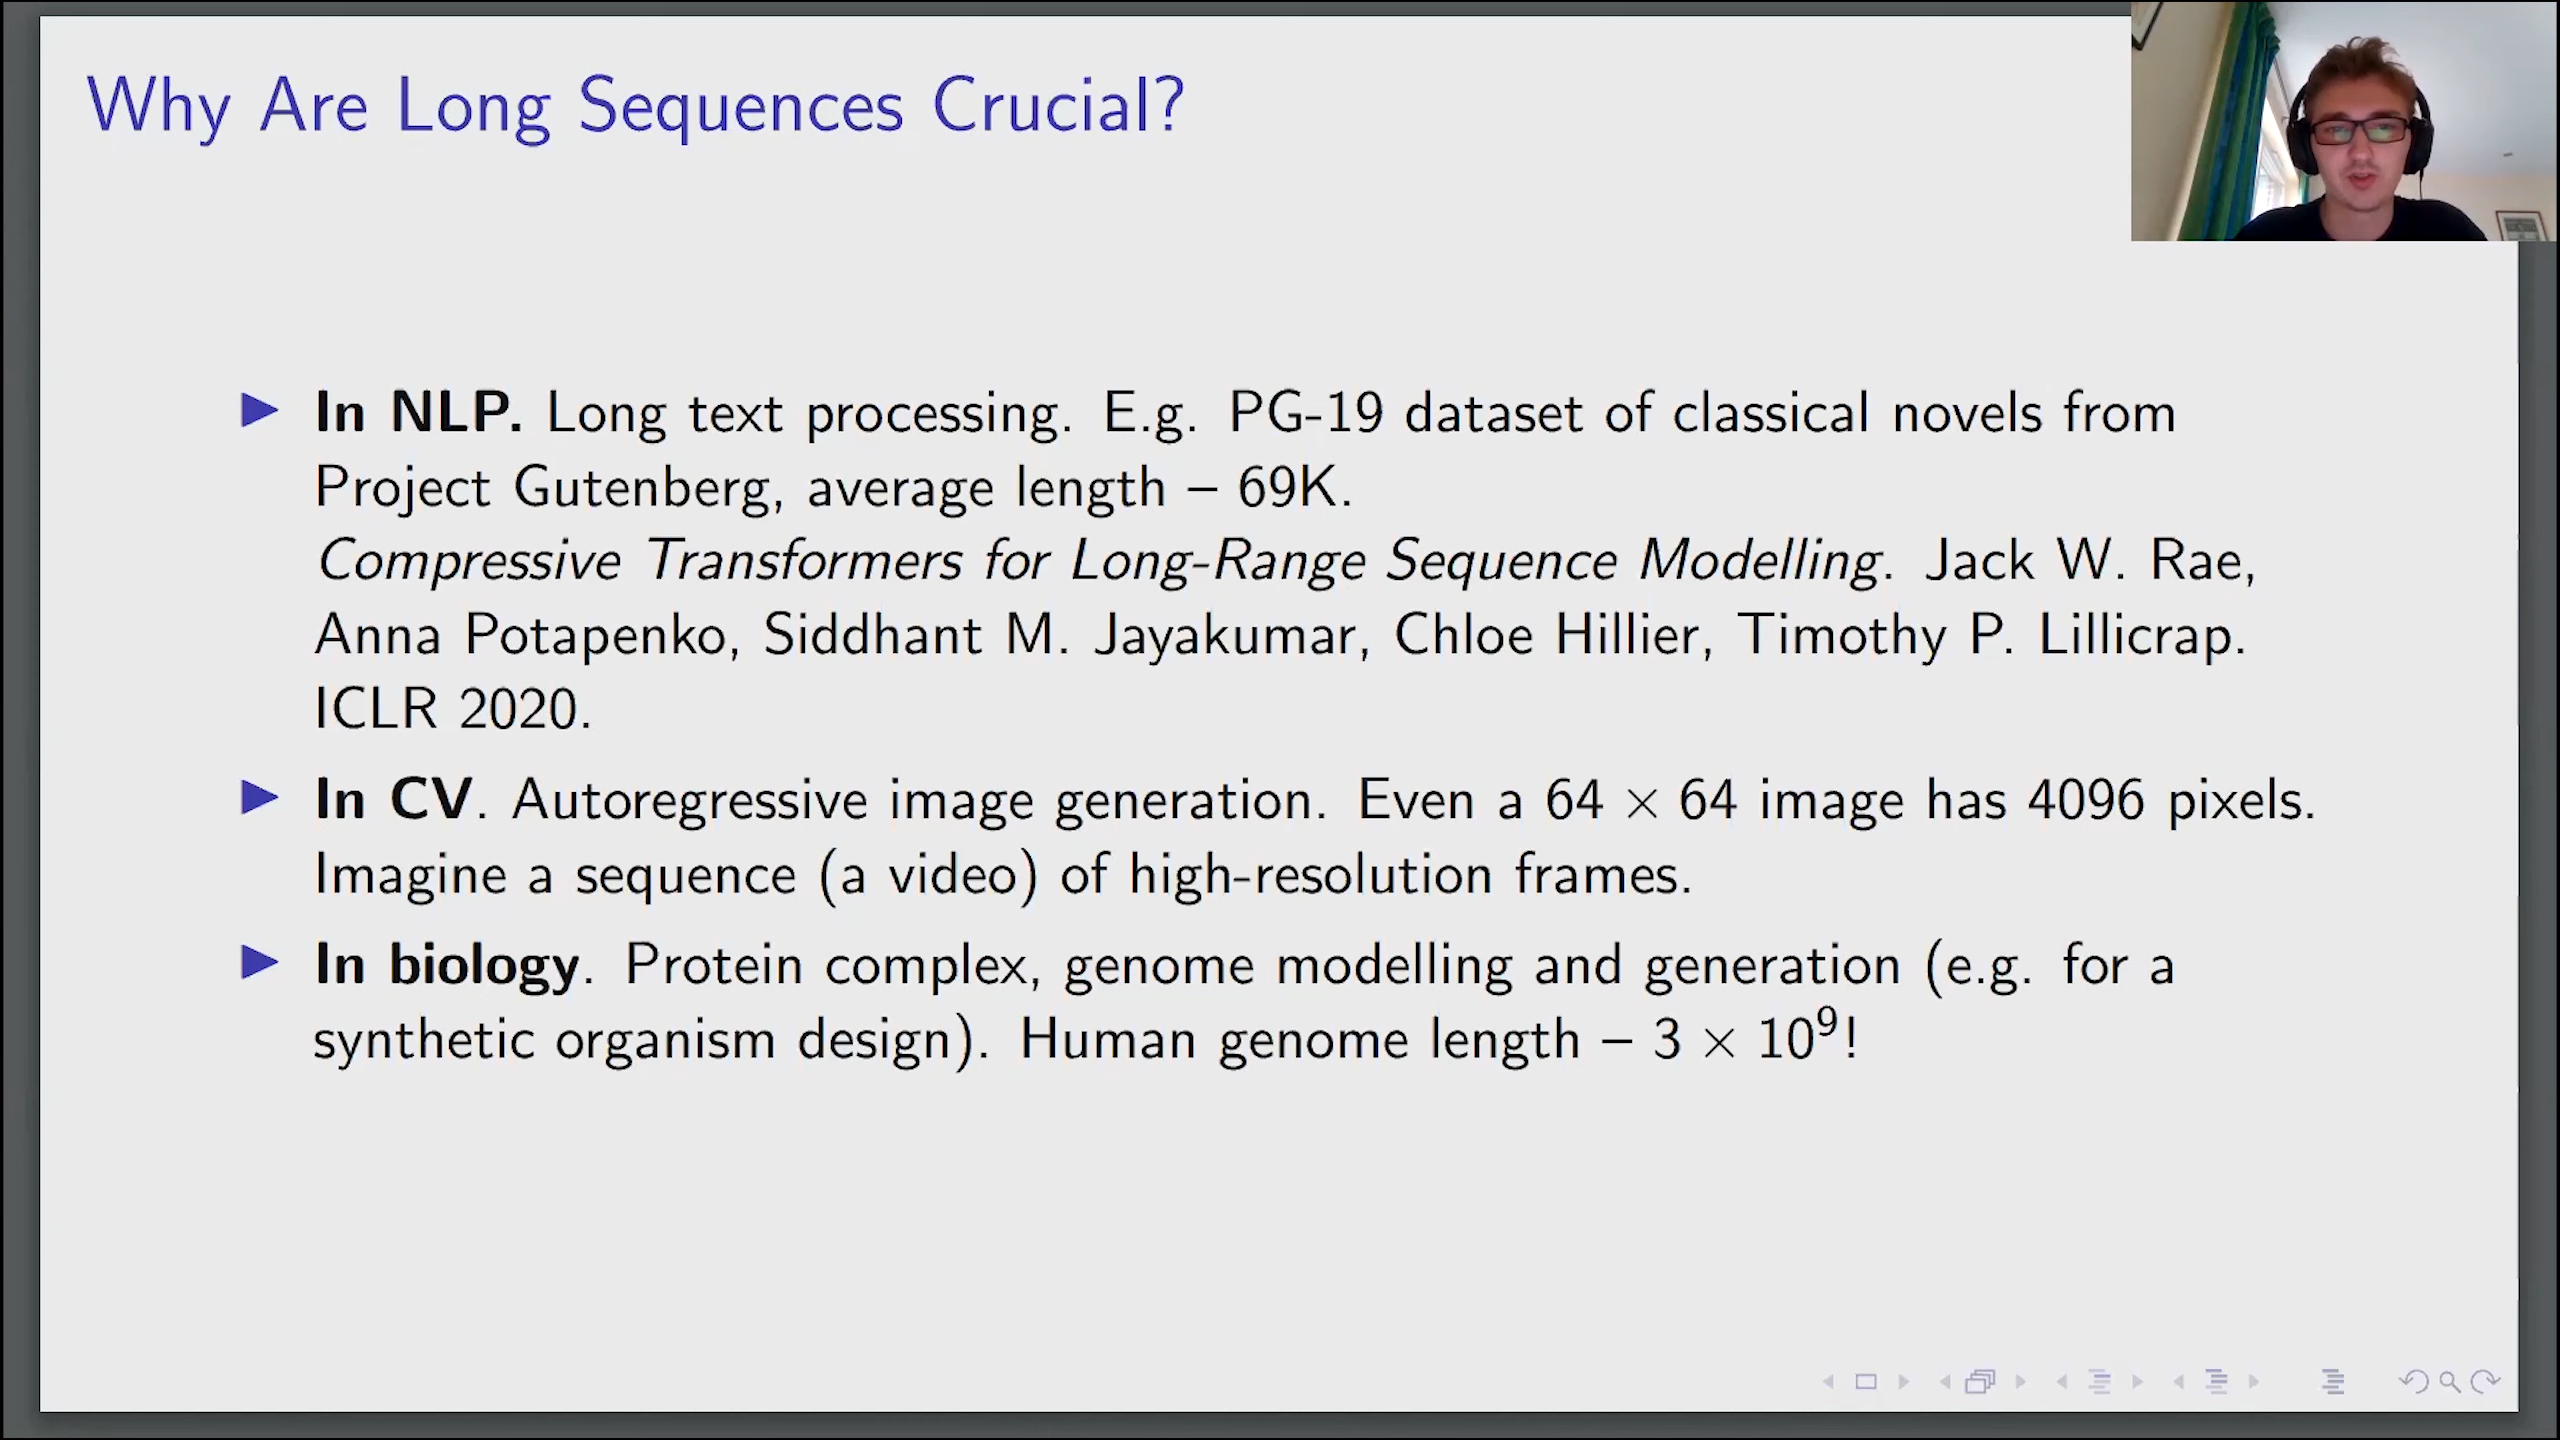 Why Are Long Sequences Crucial?
In NLP. Long text processing. E.g. PG-19 dataset of classical novels from
Project Gutenberg, average length – 69K.
Compressive Transformers for Long-Range Sequence Modelling. Jack W. Rae,
Anna Potapenko, Siddhant M. Jayakumar, Chloe Hillier, Timothy P. Lillicrap.
ICLR 2020.
In CV. Autoregressive image generation. Even a 64 × 64 image has 4096 pixels.
Imagine a sequence (a video) of high-resolution frames.
In biology. Protein complex, genome modelling and generation (e.g. for a
synthetic organism design). Human genome length – 3 × 10⁹!